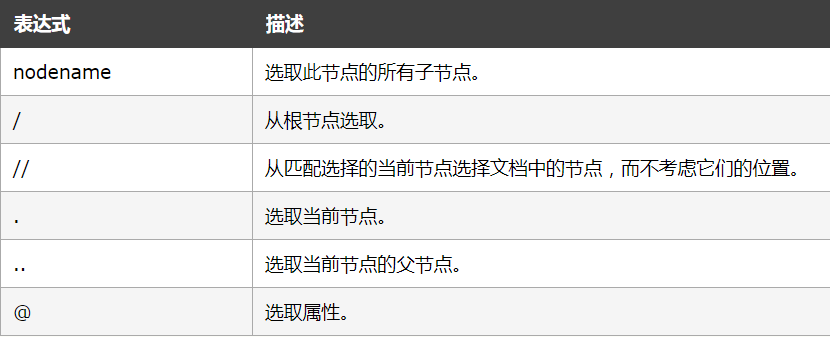 表达式 描述
nodename 选取此节点的所有子节点。
/ 从根节点选取。
// 从匹配选择的当前节点选择文档中的节点，而不考虑它们的位置。
. 选取当前节点。
.. 选取当前节点的父节点。
@ 选取属性。